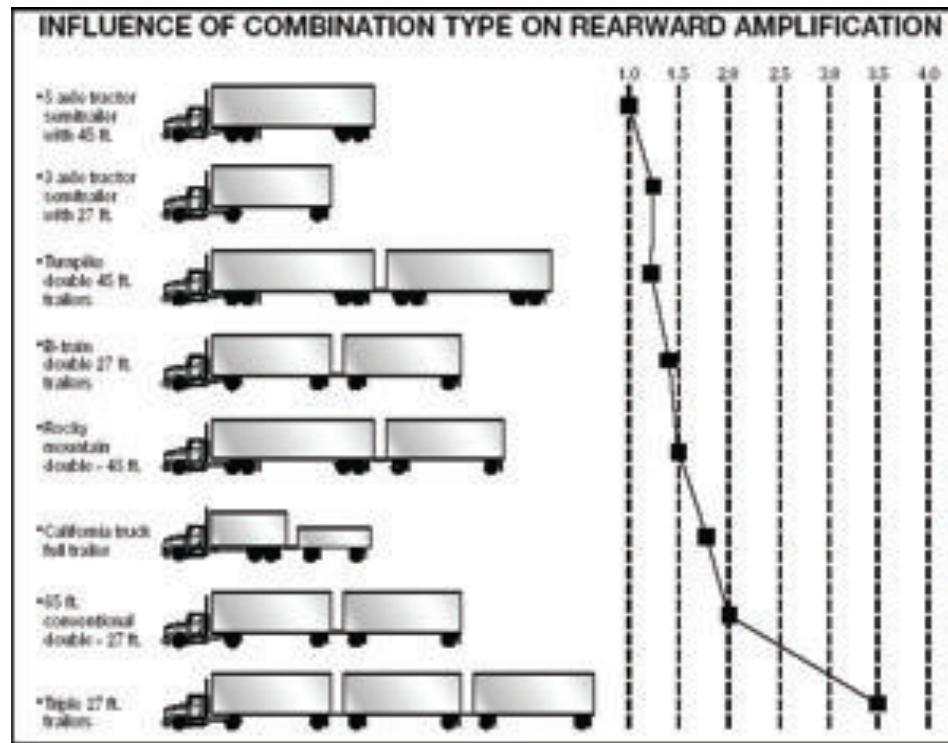 INFLUENCE OF COMBINATION TYPE ON REARWARD AMPLIFICATION
1.0 1.5 2.0 2.5 3.0 3.5 4.0
•5 axle tractor
semitrailer
with 45 ft.
•3 axle tractor
semitrailer
with 27 ft.
•Turnpike
double 45 ft.
trailers
•B-train
double 27 ft.
trailers
•Rocky
mountain
double - 45 ft.
•California truck
full trailer
•65 ft.
conventional
double - 27 ft.
•Triple 27 ft.
trailers